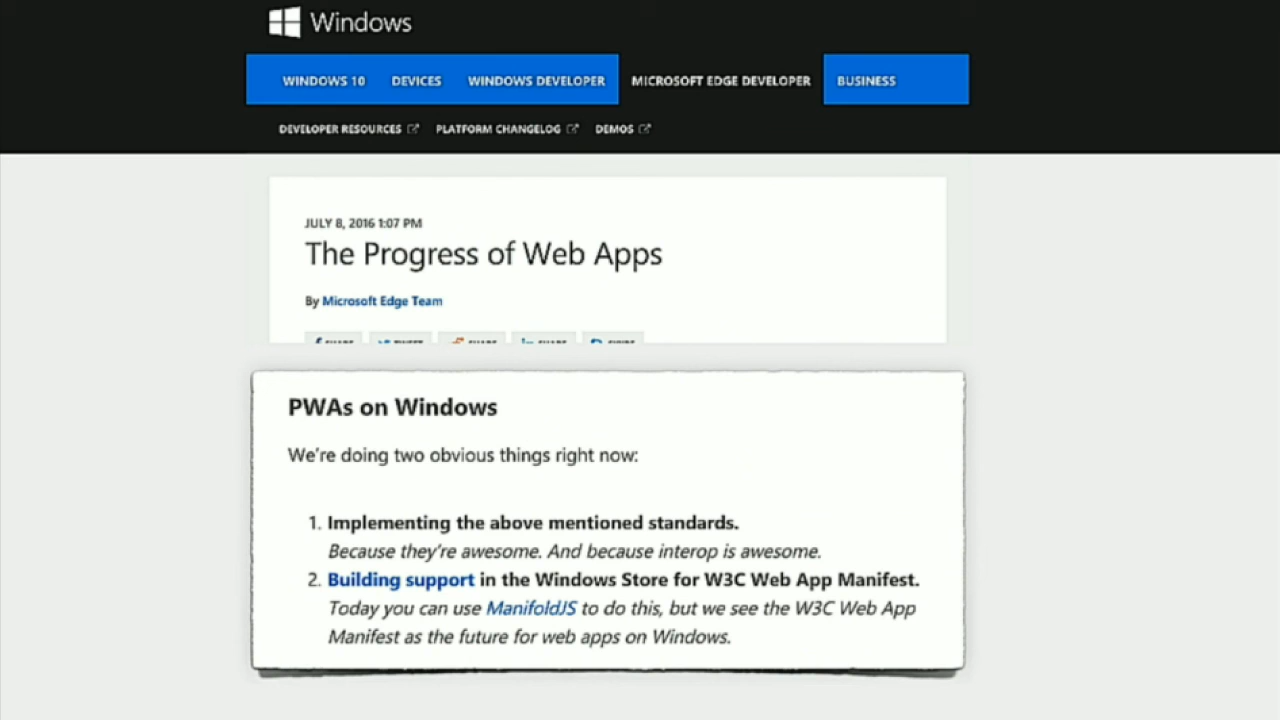 Windows
WINDOWS 10 DEVICES WINDOWS DEVELOPER MICROSOFT EDGE DEVELOPER BUSINESS
DEVELOPER RESOURCES PLATFORM CHANGELOG DEMOS
JULY 8, 2016 1:07 PM
The Progress of Web Apps
By Microsoft Edge Team
SHARE TWEET SHARE SHARE
PWAs on Windows
We're doing two obvious things right now:
1. Implementing the above mentioned standards.
Because they're awesome. And because interop is awesome.
2. Building support in the Windows Store for W3C Web App Manifest.
Today you can use ManifoldJS to do this, but we see the W3C Web App
Manifest as the future for web apps on Windows.